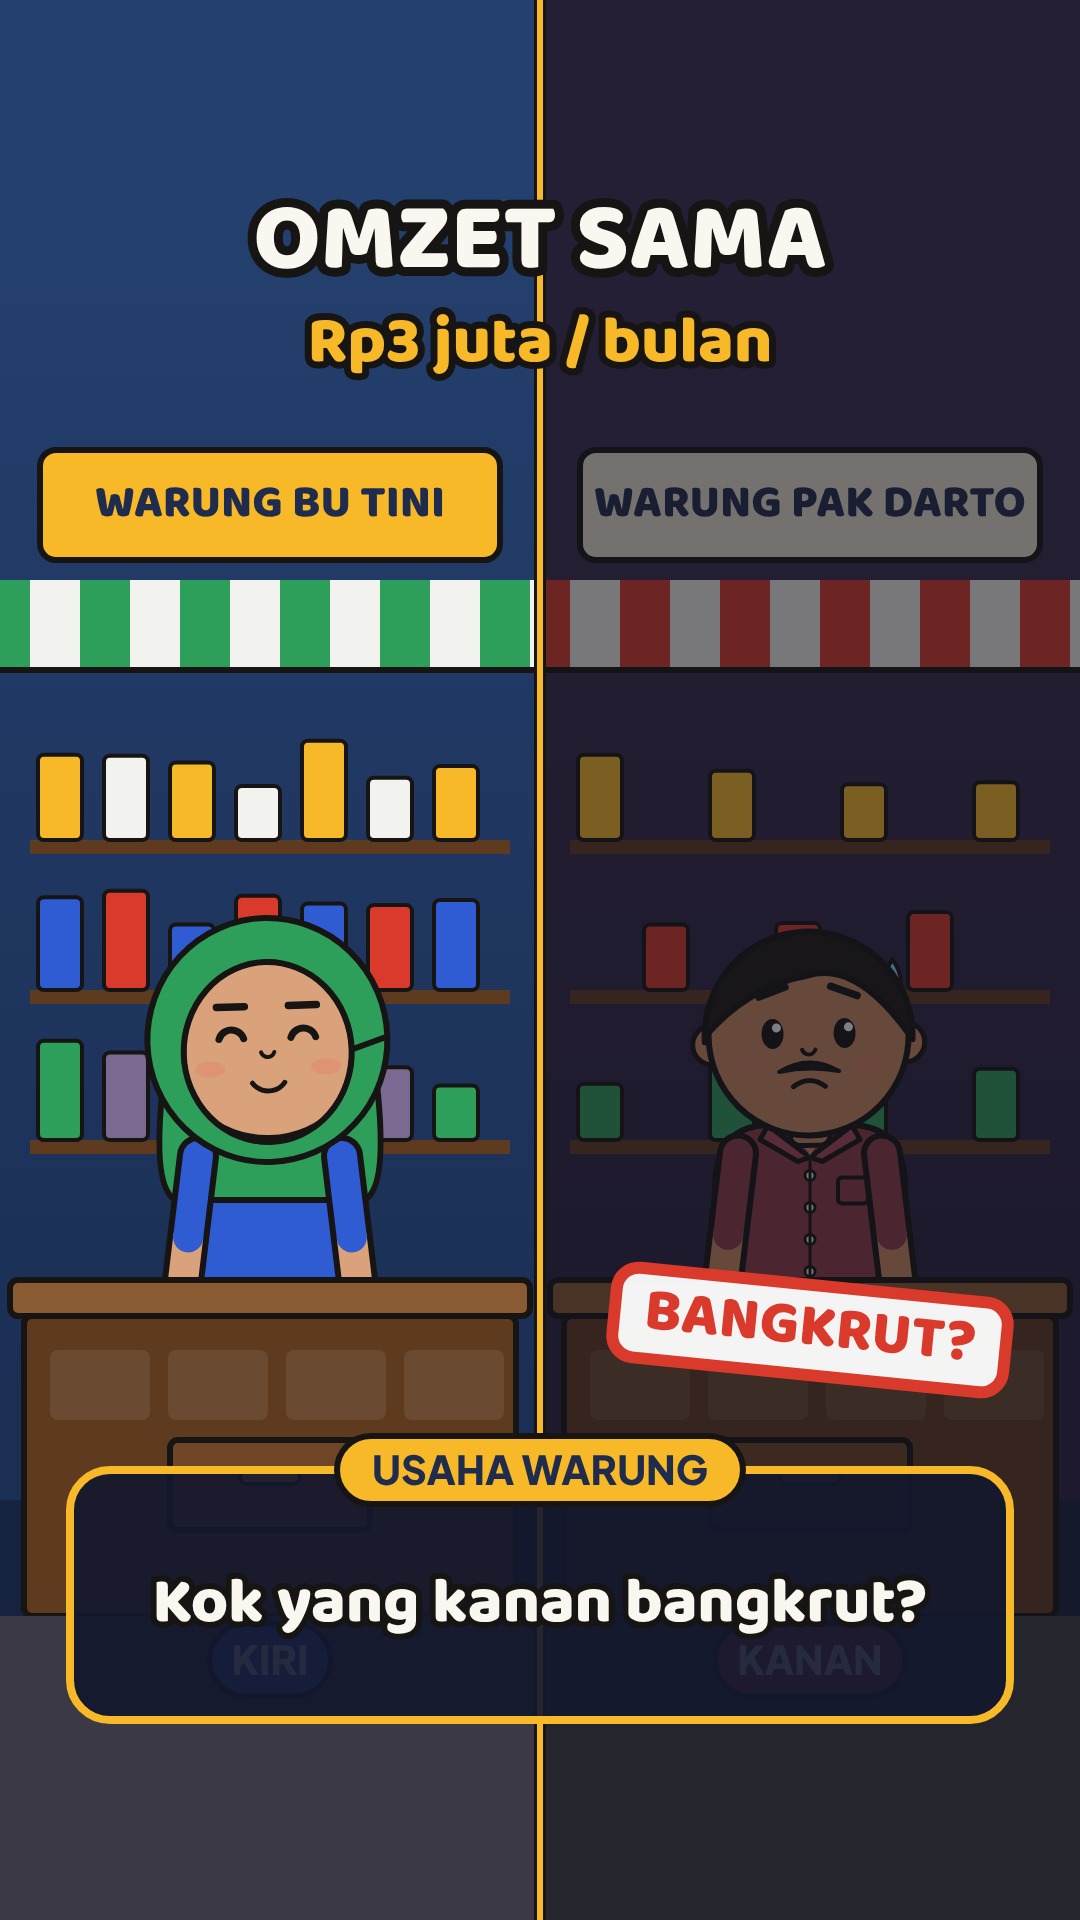 OMZET SAMA
Rp3 juta / bulan
WARUNG BU TINI
WARUNG PAK DARTO
BANGKRUT?
USAHA WARUNG
Kok yang kanan bangkrut?
KIRI
KANAN